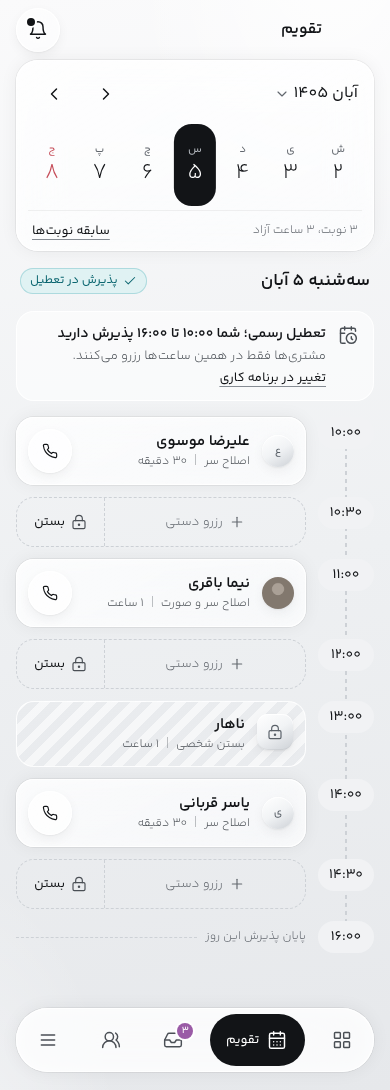 تقویم
آبان ۱۴۰۵
ش ی د س چ پ ج
۲ ۳ ۴ ۵ ۶ ۷ ۸
۳ نوبت، ۳ ساعت آزاد
سابقه نوبت‌ها
سه‌شنبه ۵ آبان
پذیرش در تعطیل
تعطیل رسمی؛ شما ۱۰:۰۰ تا ۱۶:۰۰ پذیرش دارید
مشتری‌ها فقط در همین ساعت‌ها رزرو می‌کنند.
تغییر در برنامه کاری
۱۰:۰۰
ع
علیرضا موسوی
اصلاح سر | ۳۰ دقیقه
۱۰:۳۰
رزرو دستی
بستن
۱۱:۰۰
نیما باقری
اصلاح سر و صورت | ۱ ساعت
۱۲:۰۰
رزرو دستی
بستن
۱۳:۰۰
ناهار
بستن شخصی | ۱ ساعت
۱۴:۰۰
ی
یاسر قربانی
اصلاح سر | ۳۰ دقیقه
۱۴:۳۰
رزرو دستی
بستن
۱۶:۰۰
پایان پذیرش این روز
تقویم
۳